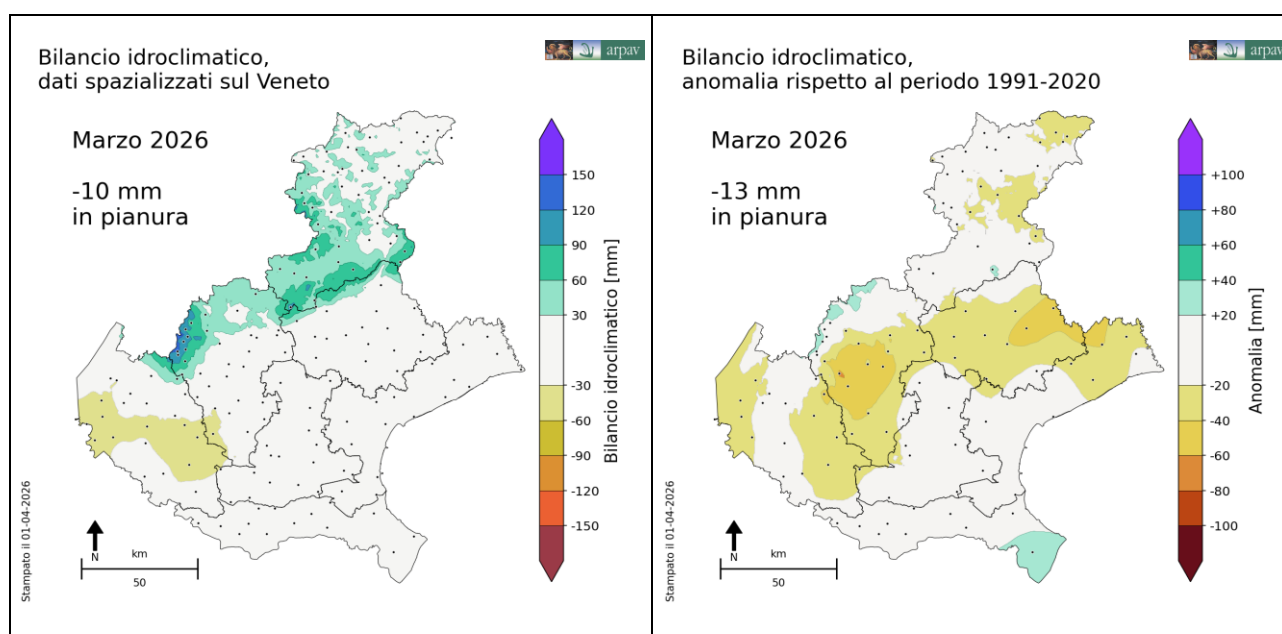 Bilancio idroclimatico,
dati spazializzati sul Veneto
arpav
Marzo 2026
-10 mm
in pianura
150
120
90
60
30
-30
-60
-90
-120
-150
Bilancio idroclimatico [mm]
Stampato il 01-04-2026
N
km
50
Bilancio idroclimatico,
anomalia rispetto al periodo 1991-2020
arpav
Marzo 2026
-13 mm
in pianura
+100
+80
+60
+40
+20
-20
-40
-60
-80
-100
Anomalia [mm]
Stampato il 01-04-2026
N
km
50